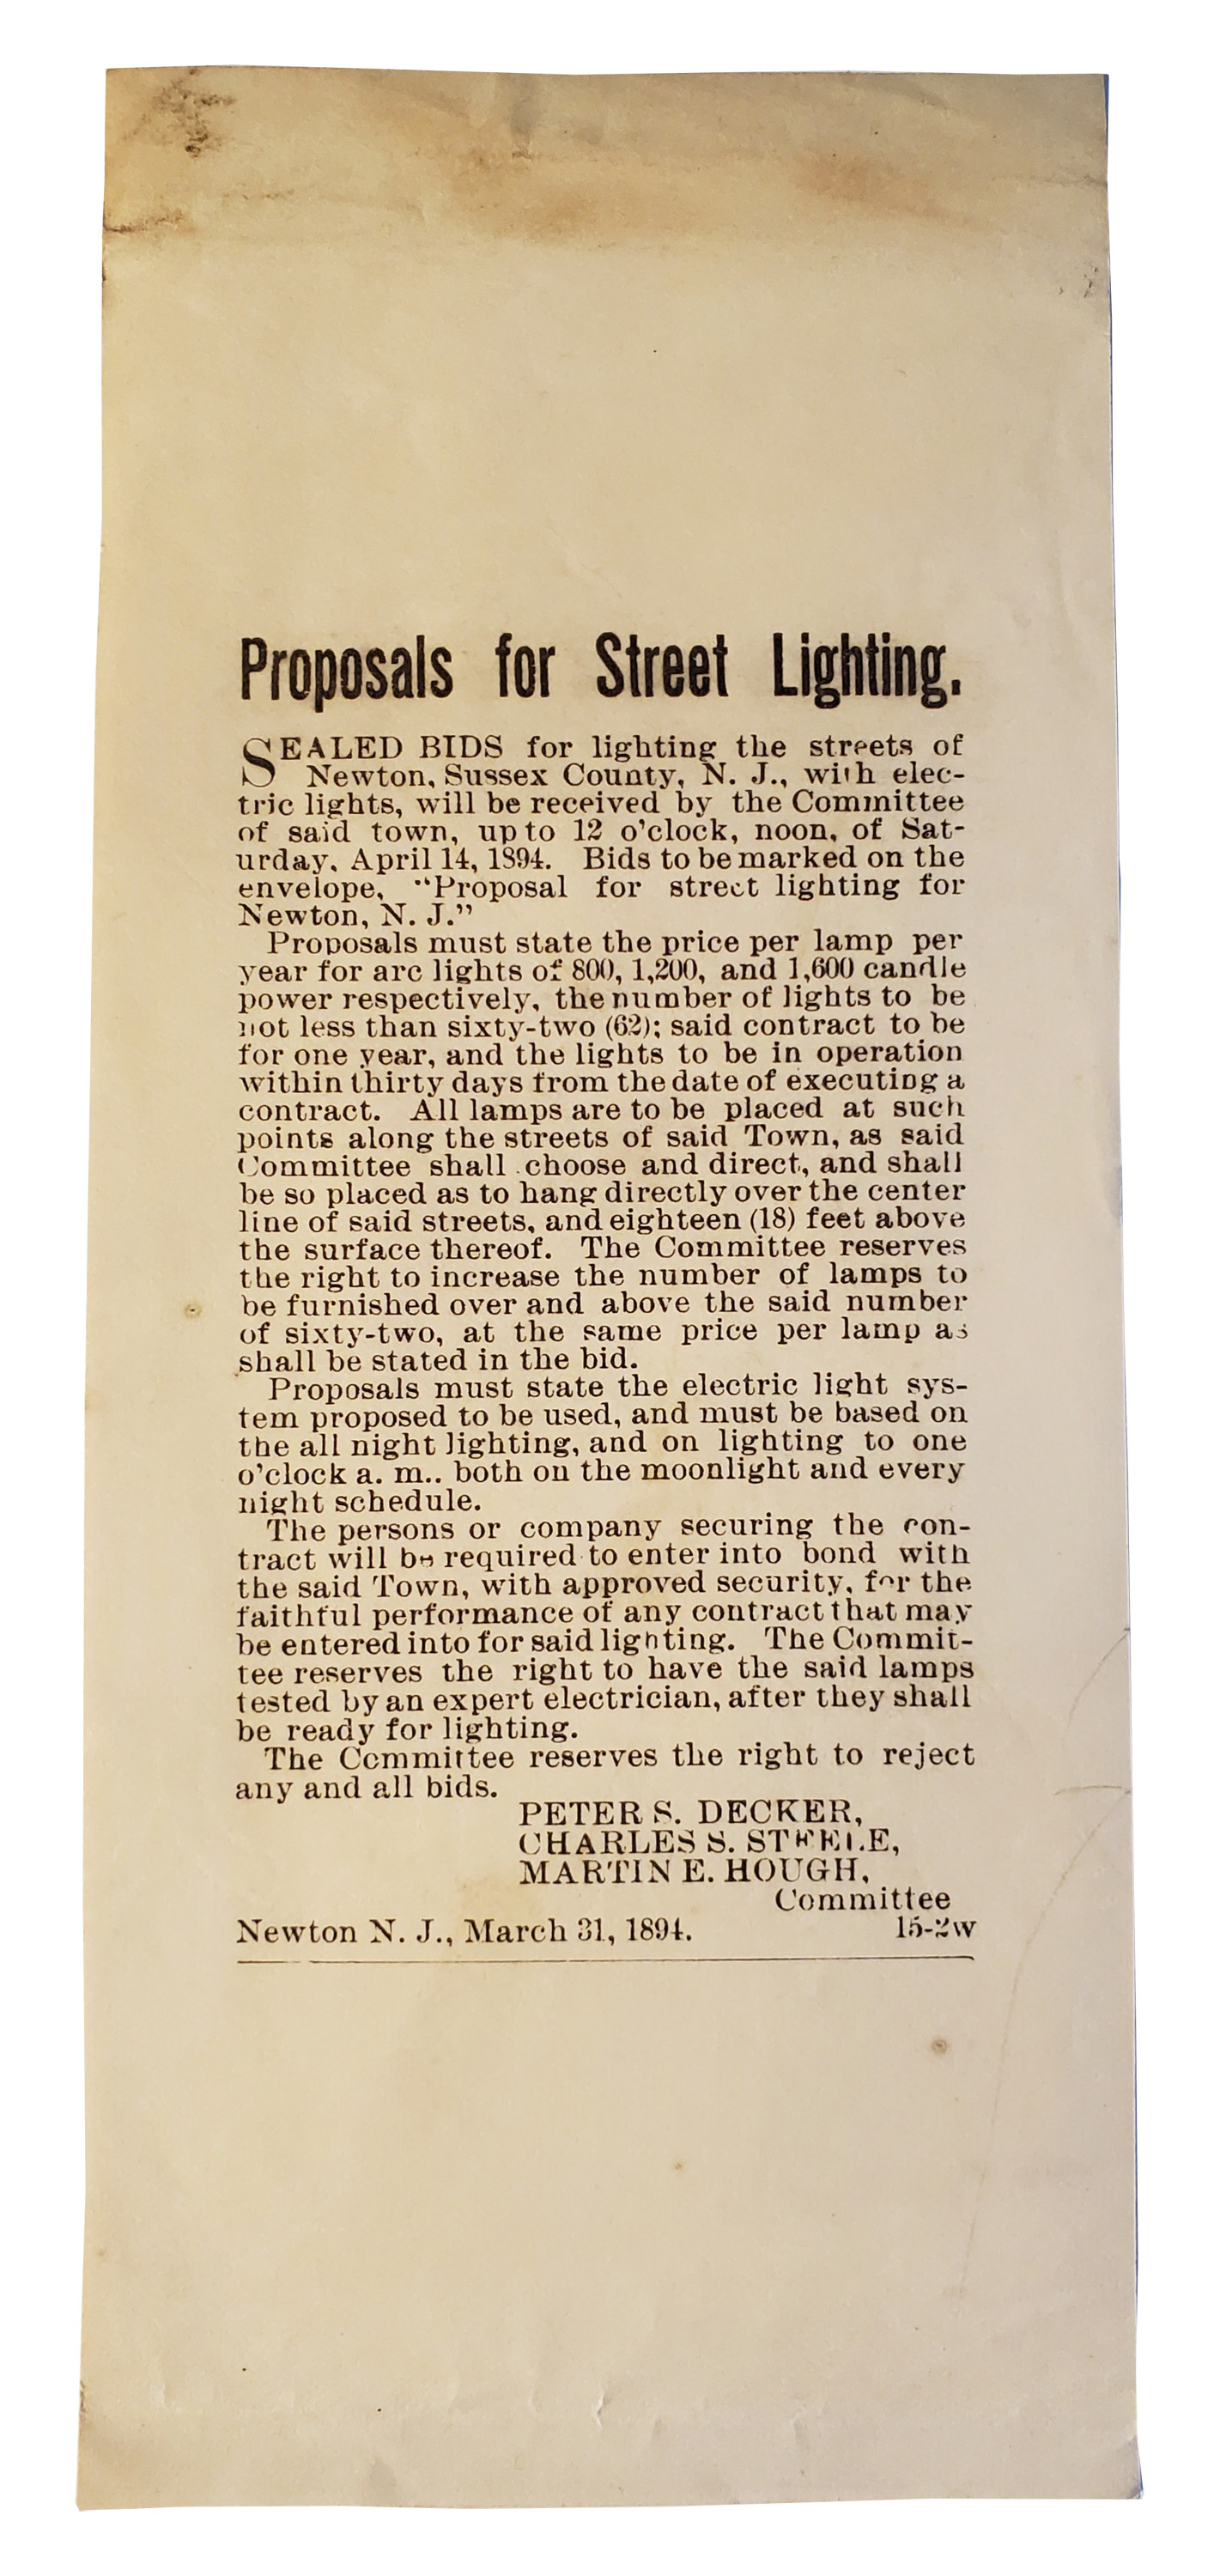 Proposals for Street Lighting.
SEALED BIDS for lighting the streets of
Newton, Sussex County, N. J., with elec-
tric lights, will be received by the Committee
of said town, up to 12 o'clock, noon, of Sat-
urday, April 14, 1894. Bids to be marked on the
envelope, "Proposal for street lighting for
Newton, N. J."
Proposals must state the price per lamp per
year for arc lights of 800, 1,200, and 1,600 candle
power respectively, the number of lights to be
not less than sixty-two (62); said contract to be
for one year, and the lights to be in operation
within thirty days from the date of executing a
contract. All lamps are to be placed at such
points along the streets of said Town, as said
Committee shall choose and direct, and shall
be so placed as to hang directly over the center
line of said streets, and eighteen (18) feet above
the surface thereof. The Committee reserves
the right to increase the number of lamps to
be furnished over and above the said number
of sixty-two, at the same price per lamp as
shall be stated in the bid.
Proposals must state the electric light sys-
tem proposed to be used, and must be based on
the all night lighting, and on lighting to one
o'clock a. m.. both on the moonlight and every
night schedule.
The persons or company securing the con-
tract will be required to enter into bond with
the said Town, with approved security, for the
faithful performance of any contract that may
be entered into for said lighting. The Commit-
tee reserves the right to have the said lamps
tested by an expert electrician, after they shall
be ready for lighting.
The Committee reserves the right to reject
any and all bids.
PETER S. DECKER,
CHARLES S. STEELE,
MARTIN E. HOUGH,
Committee
Newton N. J., March 31, 1894. 15-2w